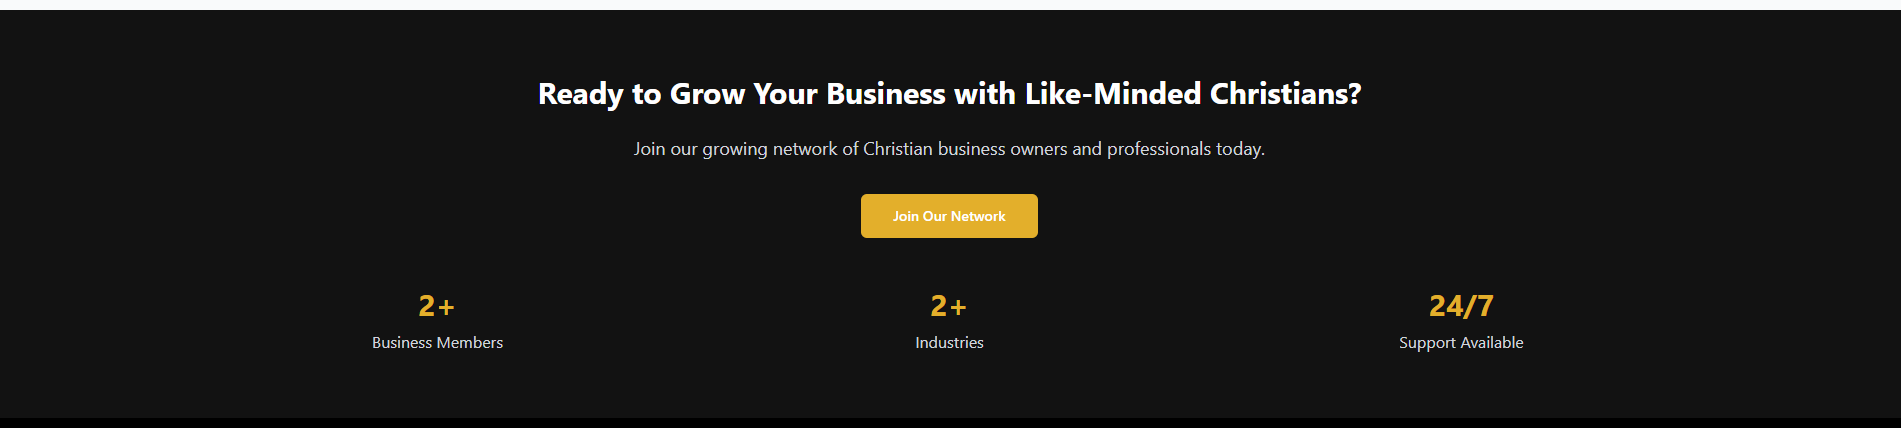 Ready to Grow Your Business with Like-Minded Christians?
Join our growing network of Christian business owners and professionals today.
Join Our Network
2+
Business Members
2+
Industries
24/7
Support Available